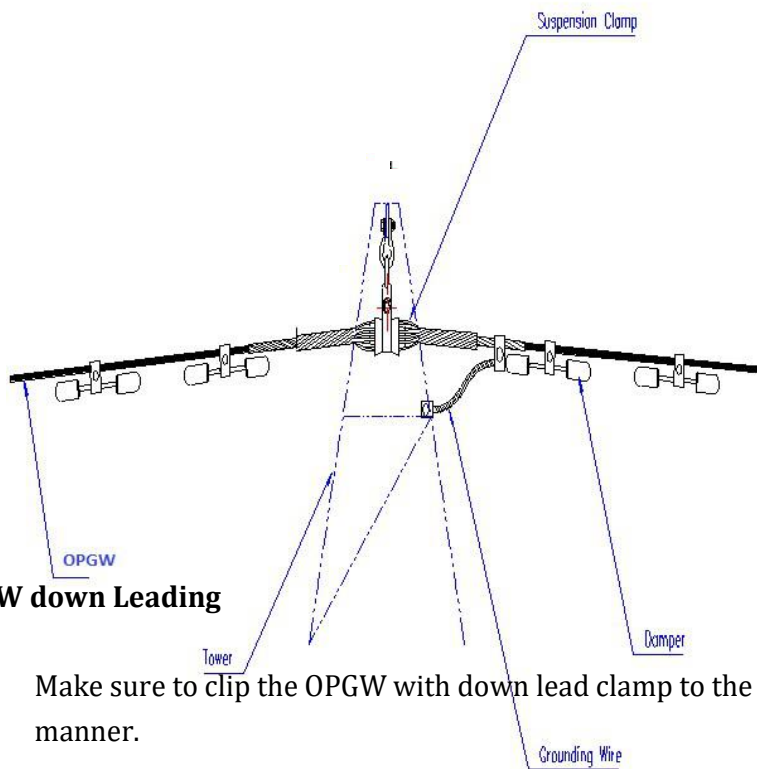 Suspension Clamp
OPGW
W down Leading
Tower
Damper
Make sure to clip the OPGW with down lead clamp to the
manner.
Grounding Wire